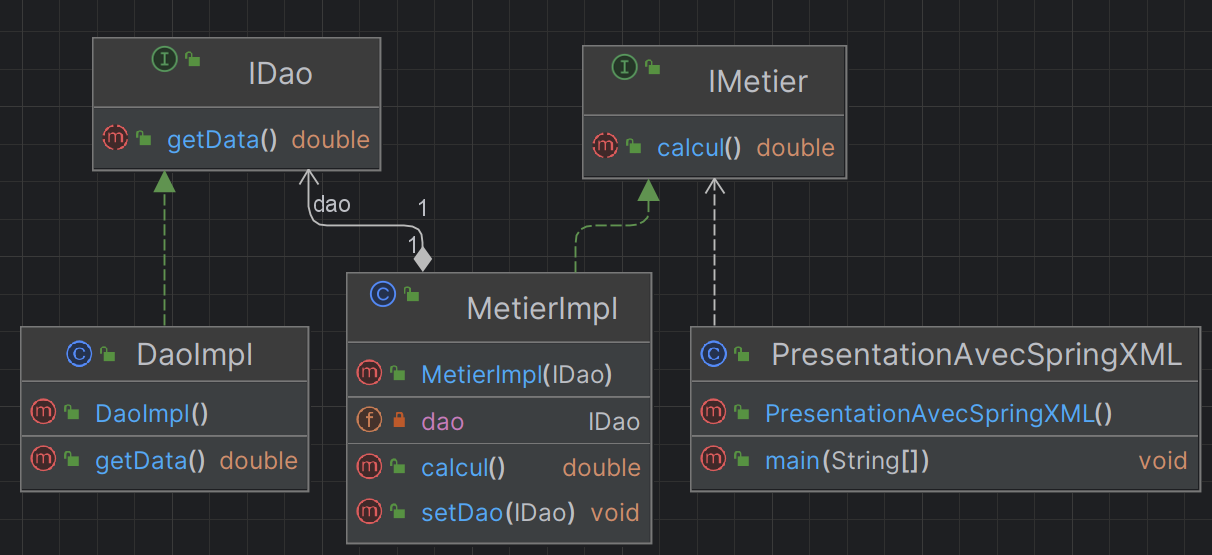 IDao
getData() double
IMetier
calcul() double
dao
1
1
DaoImpl
DaoImpl()
getData() double
MetierImpl
MetierImpl(IDao)
dao IDao
calcul() double
setDao(IDao) void
PresentationAvecSpringXML
PresentationAvecSpringXML()
main(String[]) void